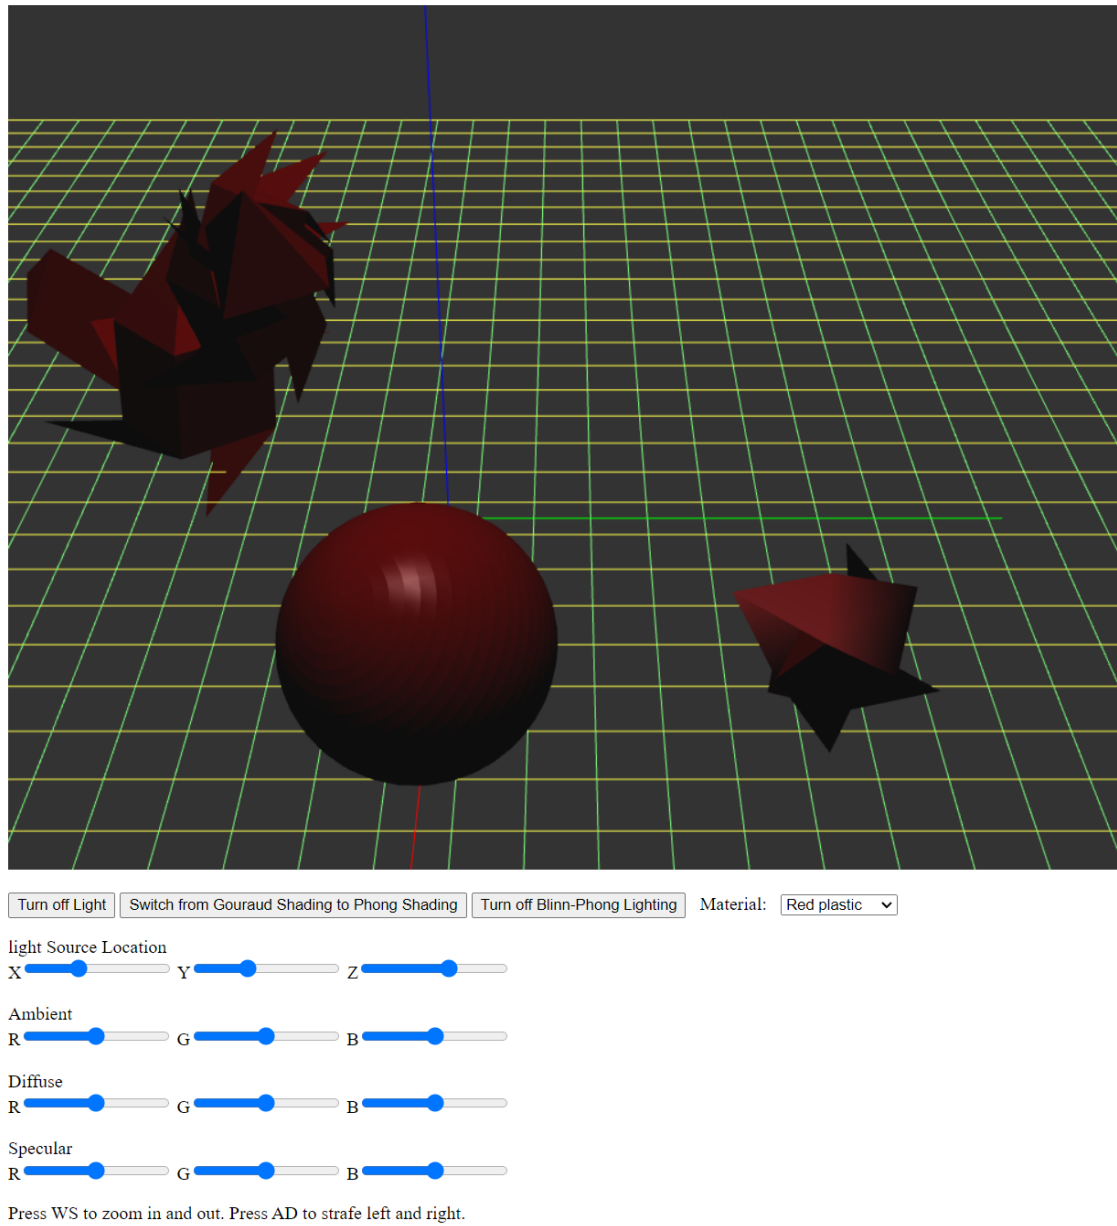 Turn off Light Switch from Gouraud Shading to Phong Shading Turn off Blinn-Phong Lighting Material: Red plastic
light Source Location
X Y Z
Ambient
R G B
Diffuse
R G B
Specular
R G B
Press WS to zoom in and out. Press AD to strafe left and right.